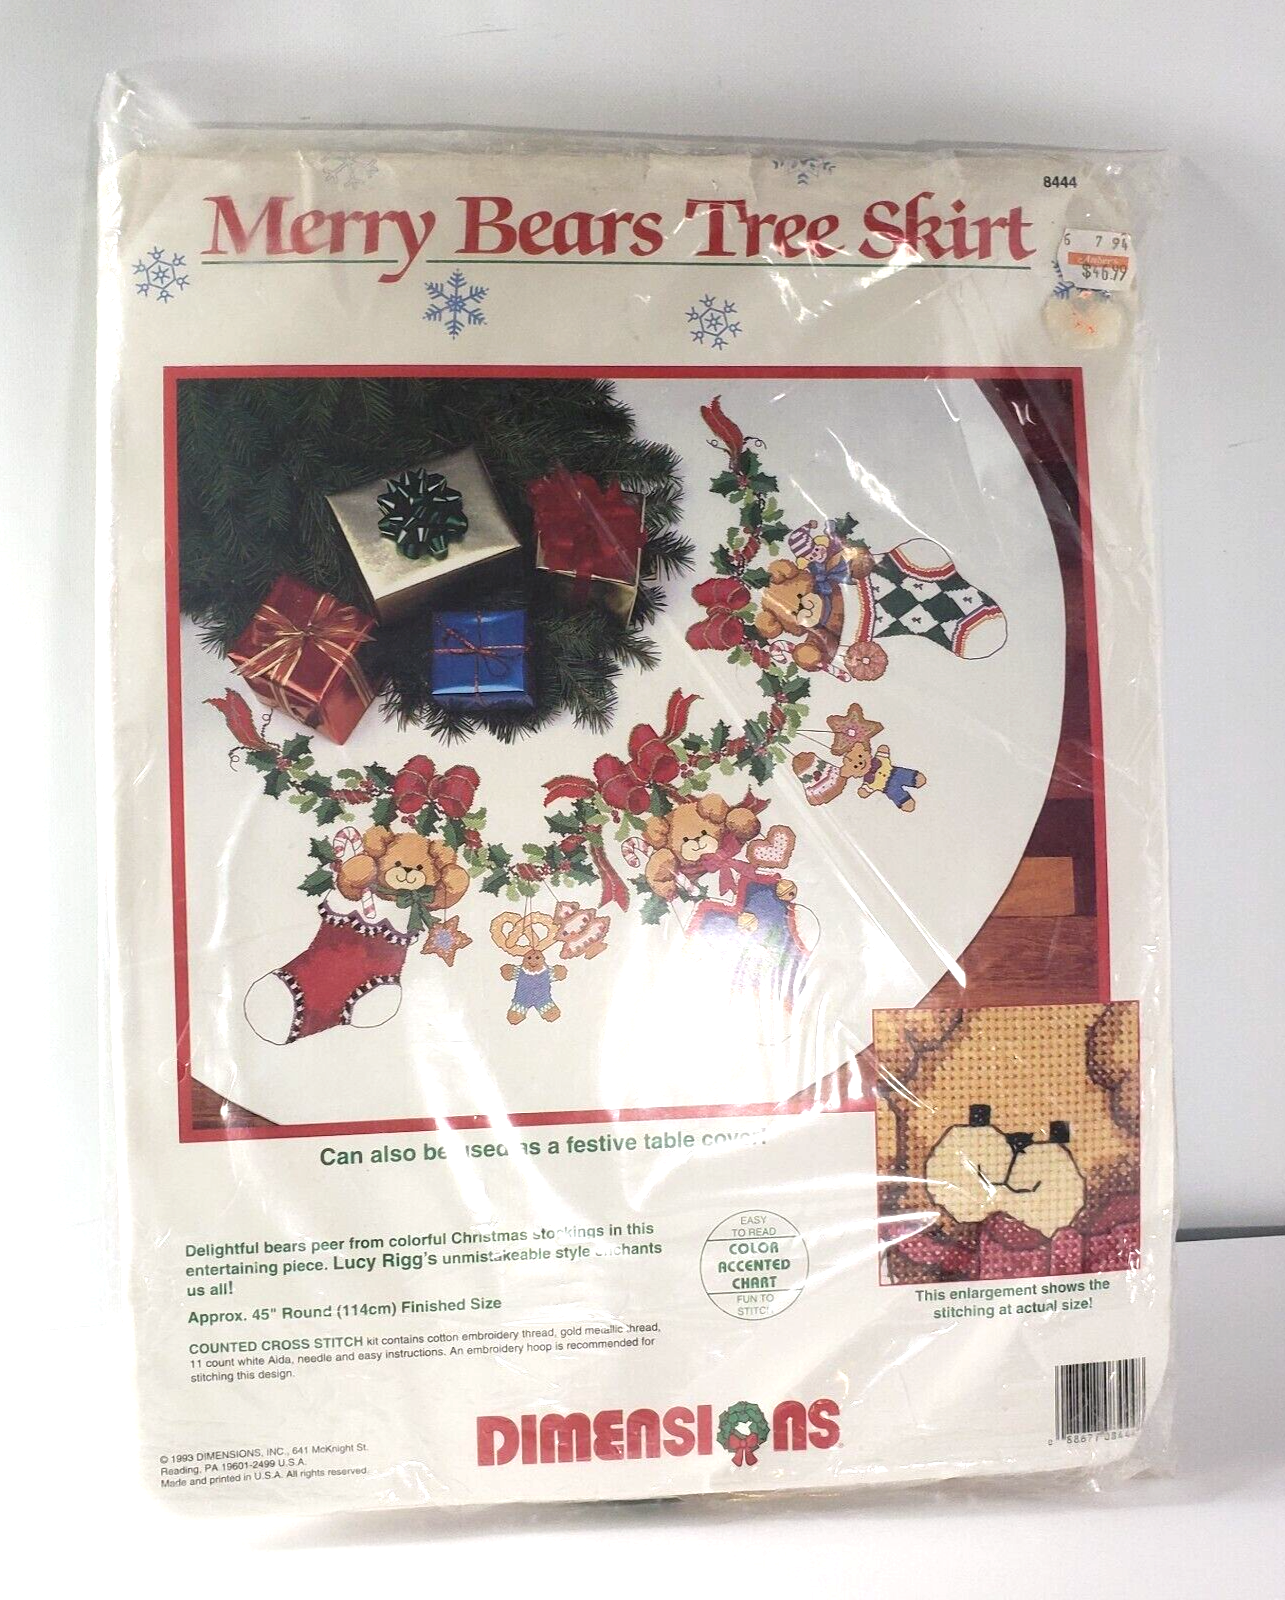 8444
Merry Bears Tree Skirt
6 7 94
Amber's
$46.99
Can also be used as a festive table cover!
Delightful bears peer from colorful Christmas stockings in this
entertaining piece. Lucy Rigg's unmistakeable style enchants
us all!
Approx. 45" Round (114cm) Finished Size
COUNTED CROSS STITCH kit contains cotton embroidery thread, gold metallic thread,
11 count white Aida, needle and easy instructions. An embroidery hoop is recommended for
stitching this design.
EASY
TO READ
COLOR
ACCENTED
CHART
FUN TO
STITCH
This enlargement shows the
stitching at actual size!
DIMENSIONS
© 1993 DIMENSIONS, INC., 641 McKnight St.
Reading, PA 19601-2499 U.S.A.
Made and printed in U.S.A. All rights reserved.